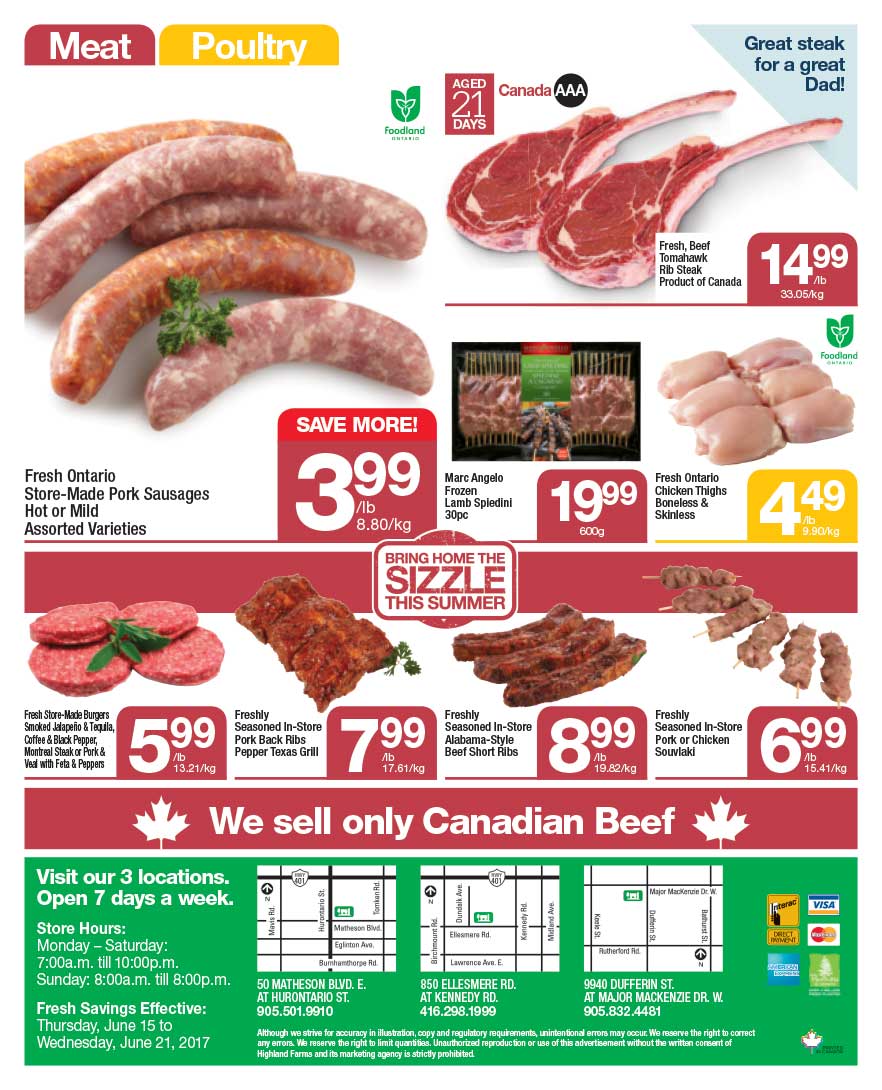 Meat
Poultry
Great steak
for a great
Dad!
Foodland
ONTARIO
AGED
21
DAYS
Canada AAA
Fresh, Beef
Tomahawk
Rib Steak
Product of Canada
14.99
/lb
33.05/kg
SAVE MORE!
3.99
/lb
8.80/kg
Fresh Ontario
Store-Made Pork Sausages
Hot or Mild
Assorted Varieties
Marc Angelo
Frozen
Lamb Spiedini
30pc
19.99
600g
Foodland
ONTARIO
Fresh Ontario
Chicken Thighs
Boneless &
Skinless
4.49
/lb
9.90/kg
BRING HOME THE
SIZZLE
THIS SUMMER
Fresh Store-Made Burgers
Smoked Jalapeño & Tequila,
Coffee & Black Pepper,
Montreal Steak or Pork &
Veal with Feta & Peppers
5.99
/lb
13.21/kg
Freshly
Seasoned In-Store
Pork Back Ribs
Pepper Texas Grill
7.99
/lb
17.61/kg
Freshly
Seasoned In-Store
Alabama-Style
Beef Short Ribs
8.99
/lb
19.82/kg
Freshly
Seasoned In-Store
Pork or Chicken
Souvlaki
6.99
/lb
15.41/kg
We sell only Canadian Beef
Visit our 3 locations.
Open 7 days a week.
Store Hours:
Monday – Saturday:
7:00a.m. till 10:00p.m.
Sunday: 8:00a.m. till 8:00p.m.
Fresh Savings Effective:
Thursday, June 15 to
Wednesday, June 21, 2017
N
HWY
401
Mavis Rd.
Hurontario St.
Tomken Rd.
Matheson Blvd.
Eglinton Ave.
Burnhamthorpe Rd.
50 MATHESON BLVD. E.
AT HURONTARIO ST.
905.501.9910
N
HWY
401
Birchmount Rd.
Dundalk Ave.
Kennedy Rd.
Midland Ave.
Ellesmere Rd.
Lawrence Ave. E.
850 ELLESMERE RD.
AT KENNEDY RD.
416.298.1999
Major MacKenzie Dr. W.
Keele St.
Dufferin St.
Bathurst St.
Rutherford Rd.
N
9940 DUFFERIN ST.
AT MAJOR MACKENZIE DR. W.
905.832.4481
Interac
DIRECT
PAYMENT
VISA
MasterCard
AMERICAN
EXPRESS
Although we strive for accuracy in illustration, copy and regulatory requirements, unintentional errors may occur. We reserve the right to correct
any errors. We reserve the right to limit quantities. Unauthorized reproduction or use of this advertisement without the written consent of
Highland Farms and its marketing agency is strictly prohibited.
PRINTED
IN CANADA